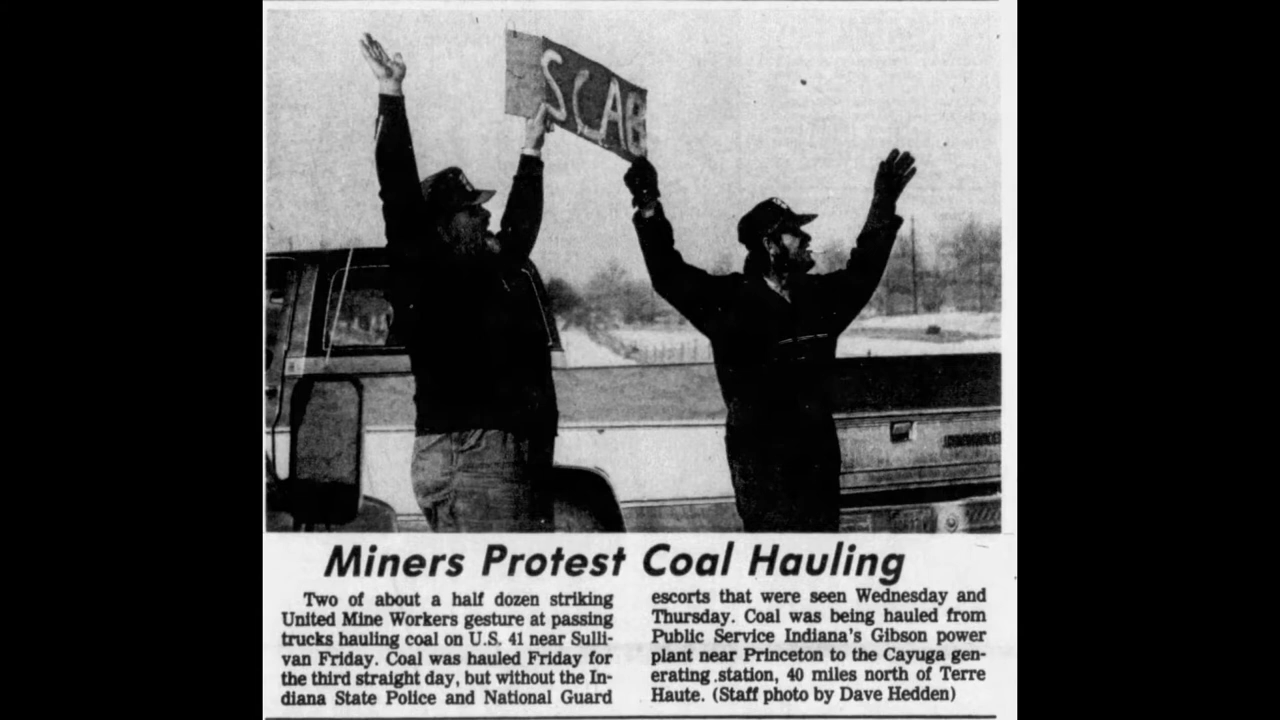 SCAB
Miners Protest Coal Hauling
Two of about a half dozen striking
United Mine Workers gesture at passing
trucks hauling coal on U.S. 41 near Sulli-
van Friday. Coal was hauled Friday for
the third straight day, but without the In-
diana State Police and National Guard
escorts that were seen Wednesday and
Thursday. Coal was being hauled from
Public Service Indiana's Gibson power
plant near Princeton to the Cayuga gen-
erating station, 40 miles north of Terre
Haute. (Staff photo by Dave Hedden)